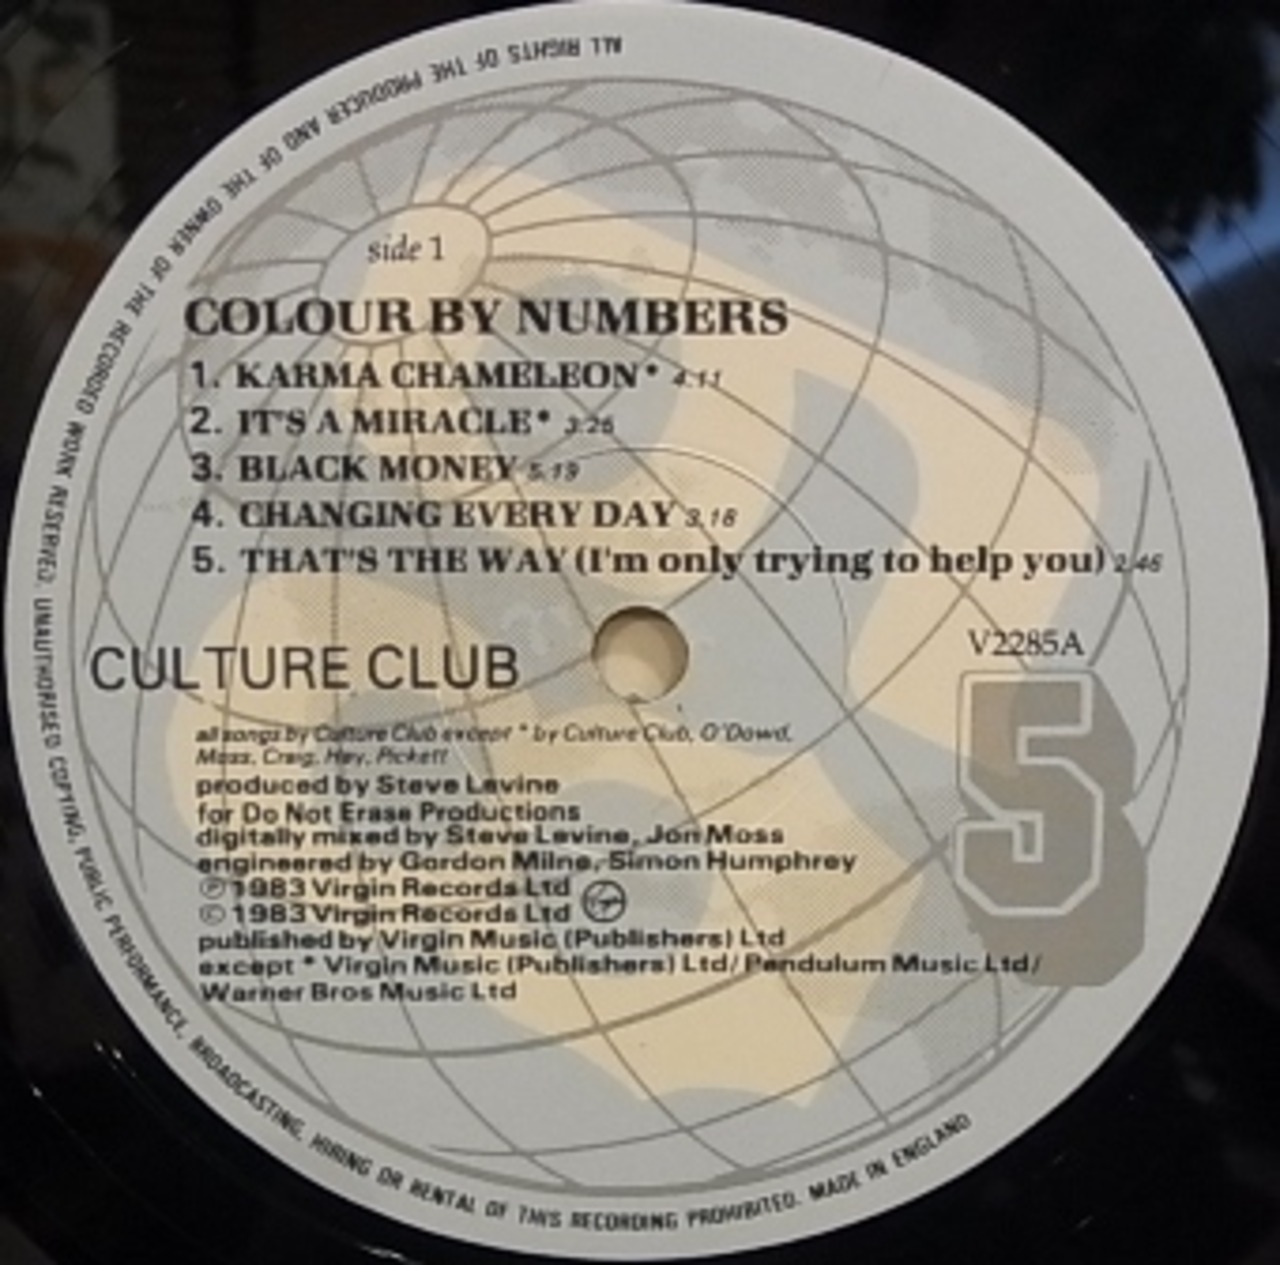 ALL RIGHTS OF THE PRODUCER AND OF THE OWNER OF THE RECORDED WORK RESERVED. UNAUTHORISED COPYING, PUBLIC PERFORMANCE, BROADCASTING, HIRING OR RENTAL OF THIS RECORDING PROHIBITED. MADE IN ENGLAND
side 1
COLOUR BY NUMBERS
1. KARMA CHAMELEON* 4.11
2. IT'S A MIRACLE* 3.26
3. BLACK MONEY 5.19
4. CHANGING EVERY DAY 3.18
5. THAT'S THE WAY (I'm only trying to help you) 2.46
V2285A
CULTURE CLUB
5
all songs by Culture Club except * by Culture Club, O'Dowd,
Moss, Craig, Hay, Pickett
produced by Steve Levine
for Do Not Erase Productions
digitally mixed by Steve Levine, Jon Moss
engineered by Gordon Milne, Simon Humphrey
℗ 1983 Virgin Records Ltd
© 1983 Virgin Records Ltd
Virgin
published by Virgin Music (Publishers) Ltd
except * Virgin Music (Publishers) Ltd/Pendulum Music Ltd/
Warner Bros Music Ltd